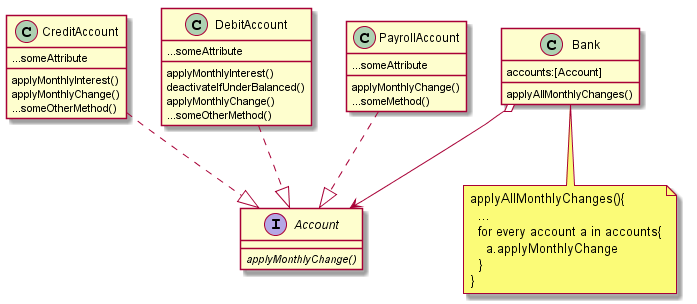 C CreditAccount
...someAttribute
applyMonthlyInterest()
applyMonthlyChange()
...someOtherMethod()
C DebitAccount
...someAttribute
applyMonthlyInterest()
deactivateIfUnderBalanced()
applyMonthlyChange()
...someOtherMethod()
C PayrollAccount
...someAttribute
applyMonthlyChange()
...someMethod()
C Bank
accounts:[Account]
applyAllMonthlyChanges()
I Account
applyMonthlyChange()
applyAllMonthlyChanges(){
...
for every account a in accounts{
a.applyMonthlyChange
}
}